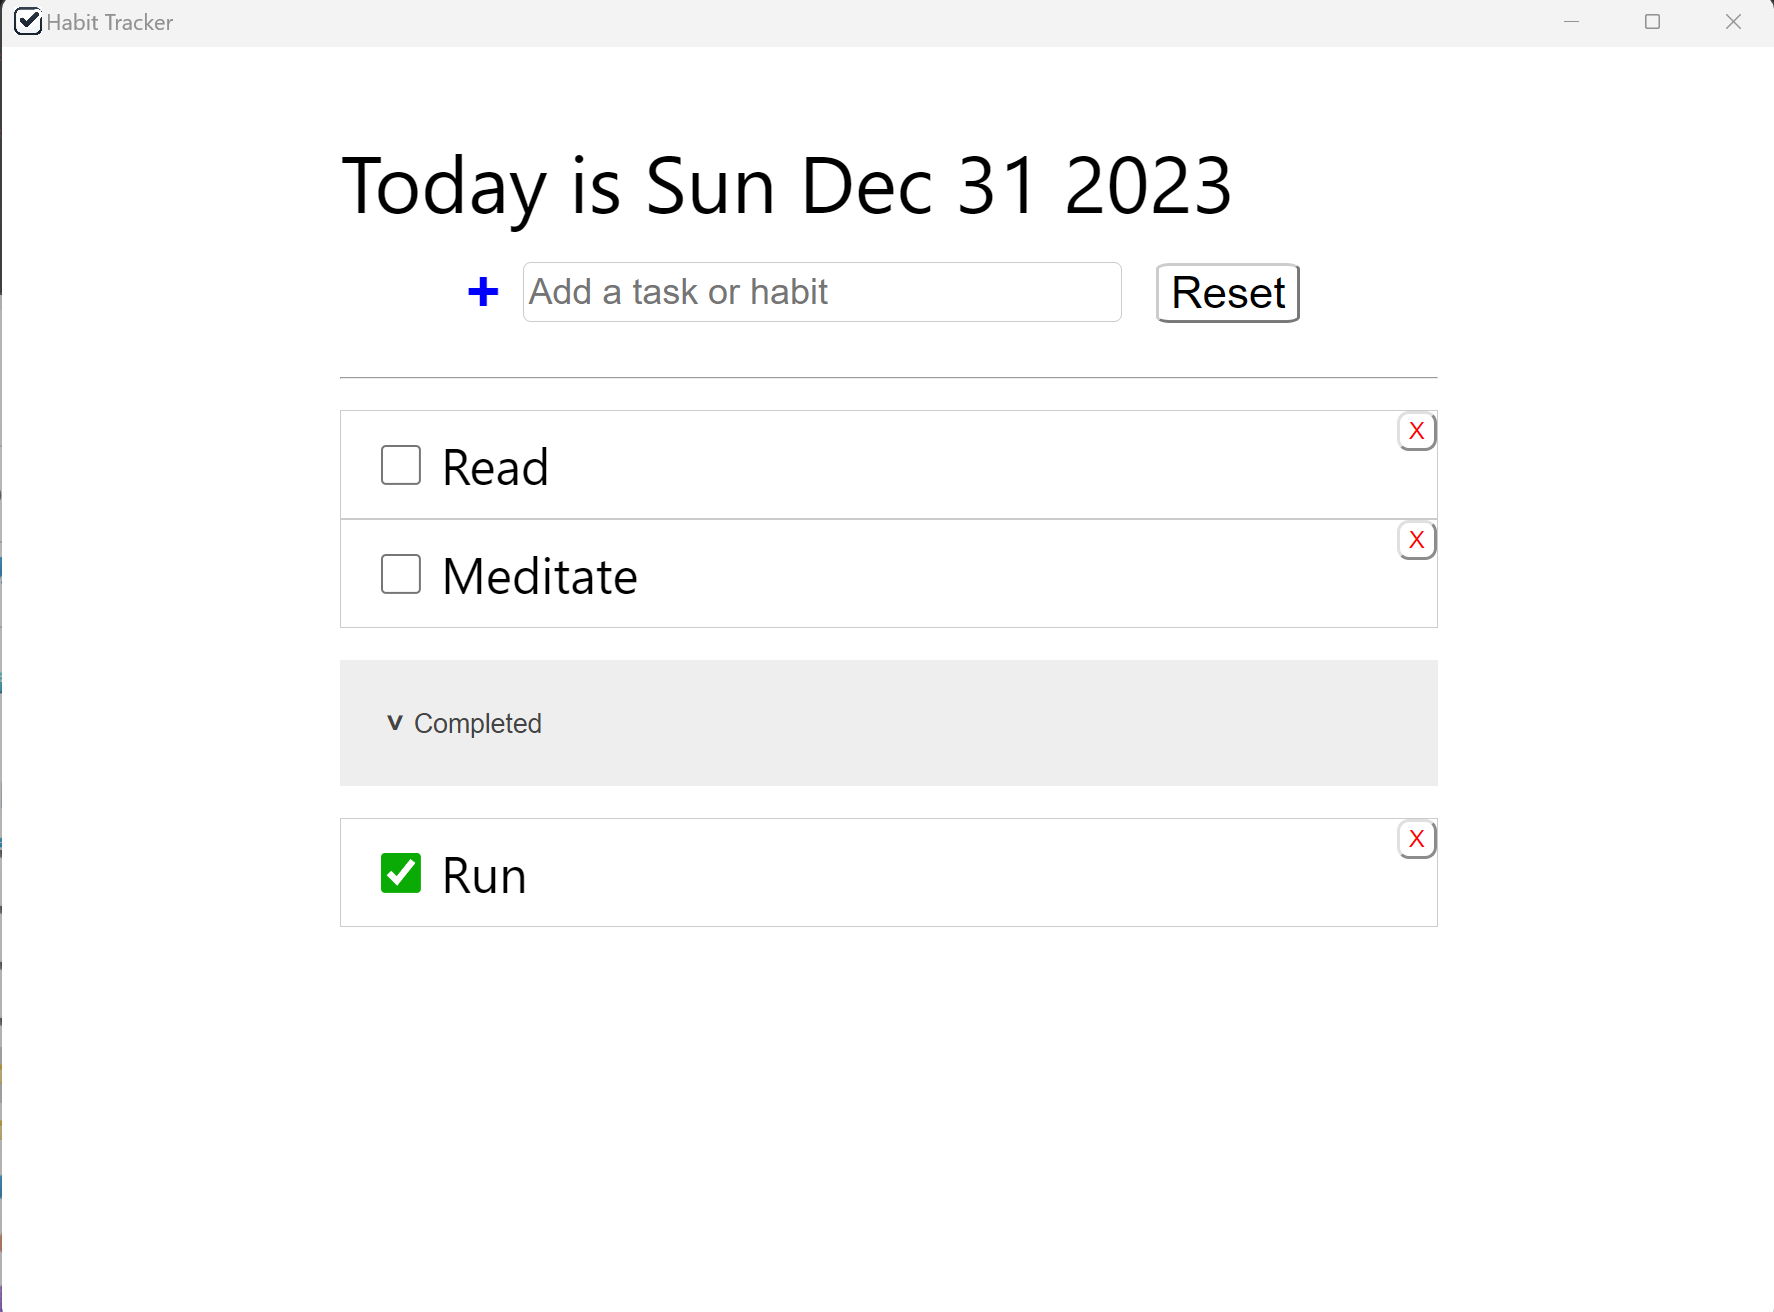 Habit Tracker
Today is Sun Dec 31 2023
+ Add a task or habit Reset
X
Read
X
Meditate
v Completed
X
Run